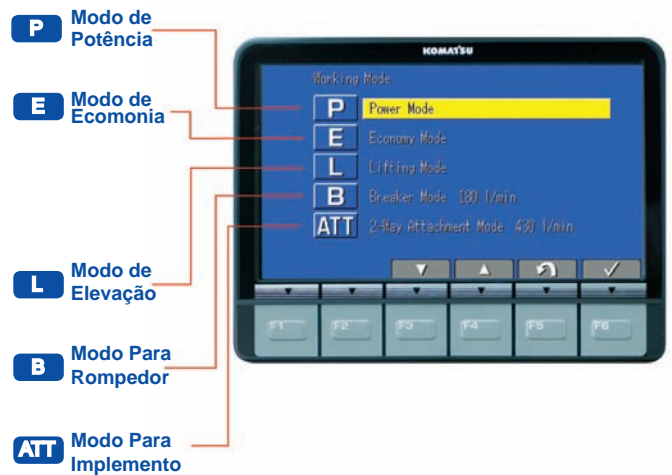 P Modo de
Potência
E Modo de
Ecomonia
L Modo de
Elevação
B Modo Para
Rompedor
ATT Modo Para
Implemento
KOMATSU
Working Mode
P Power Mode
E Economy Mode
L Lifting Mode
B Breaker Mode 180 l/min
ATT 2-Way Attachment Mode 430 l/min
F1 F2 F3 F4 F5 F6